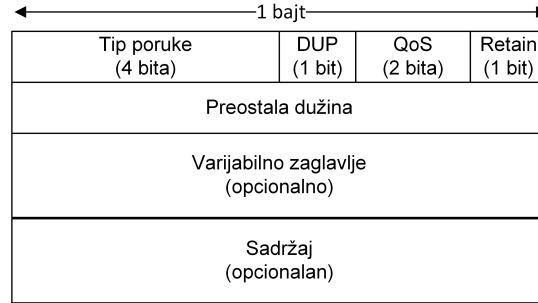 1 bajt
Tip poruke
(4 bita)
DUP
(1 bit)
QoS
(2 bita)
Retain
(1 bit)
Preostala dužina
Varijabilno zaglavlje
(opcionalno)
Sadržaj
(opcionalan)